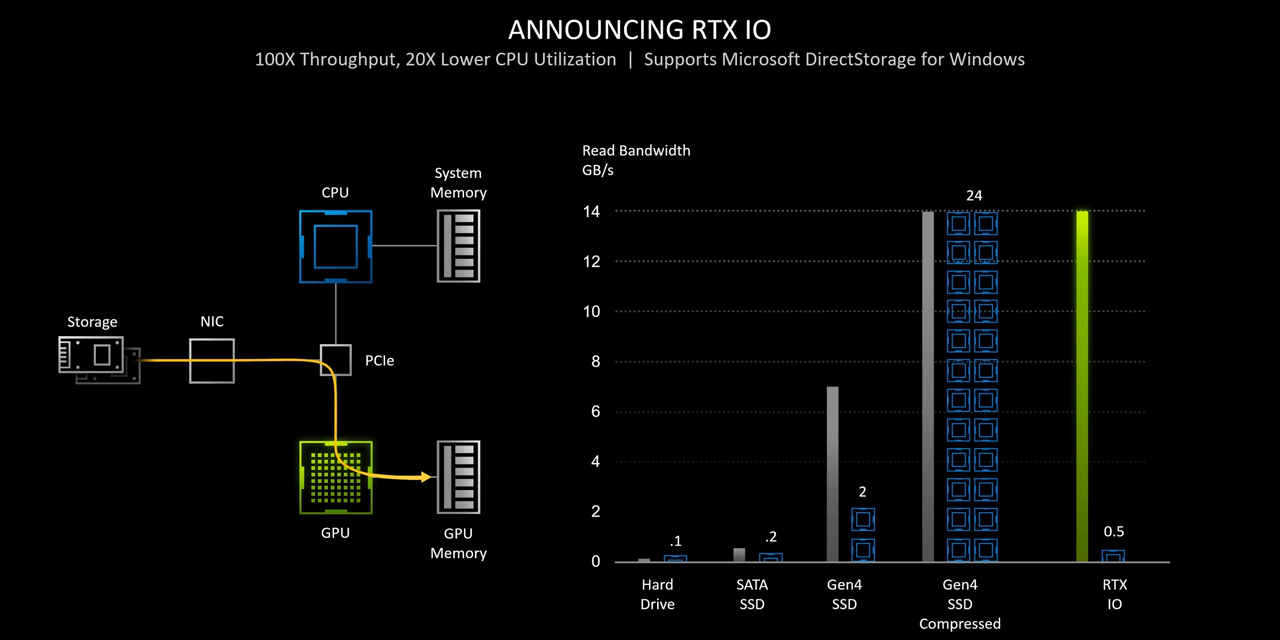 ANNOUNCING RTX IO
100X Throughput, 20X Lower CPU Utilization | Supports Microsoft DirectStorage for Windows
CPU
System
Memory
Storage
NIC
PCIe
GPU
GPU
Memory
Read Bandwidth
GB/s
14
12
10
8
6
4
2
0
.1
.2
2
24
0.5
Hard
Drive
SATA
SSD
Gen4
SSD
Gen4
SSD
Compressed
RTX
IO